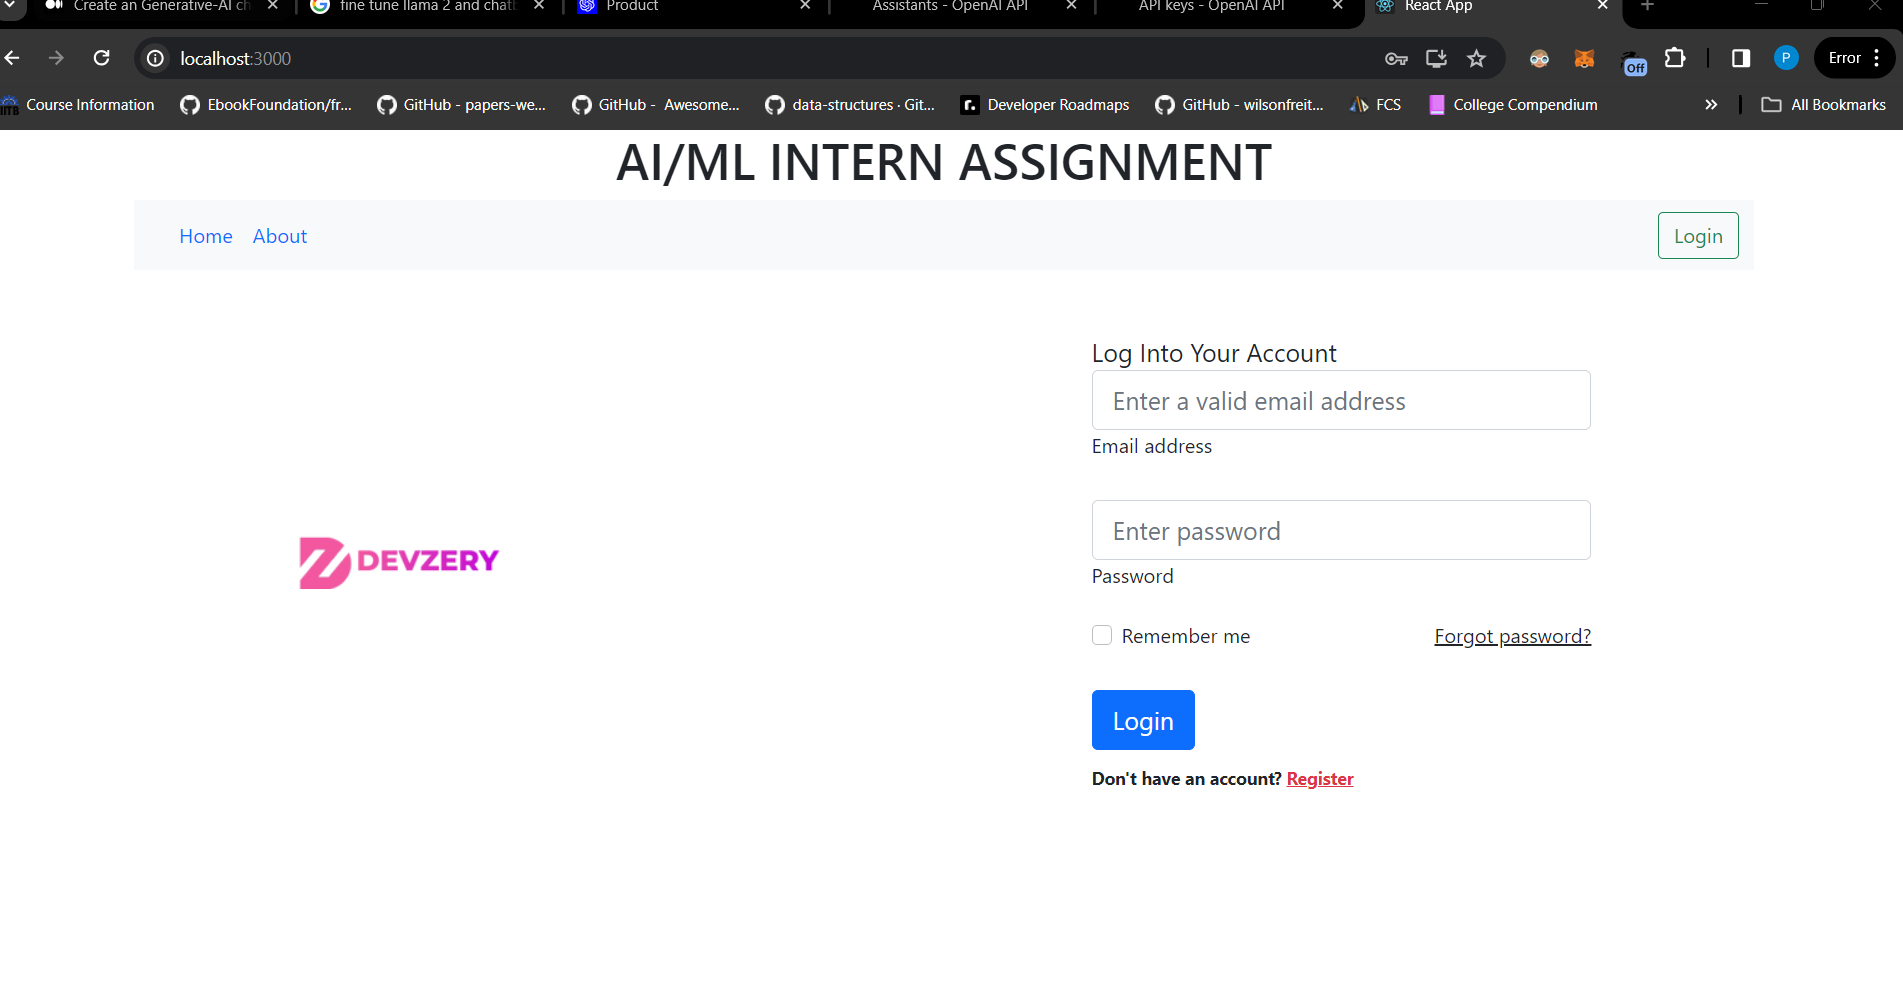 Create an Generative-AI ch
fine tune llama 2 and chatl
Product
Assistants - OpenAI API
API keys - OpenAI API
React App
localhost:3000
Off
P
Error
Course Information
EbookFoundation/fr...
GitHub - papers-we...
GitHub - Awesome...
data-structures · Git...
Developer Roadmaps
GitHub - wilsonfreit...
FCS
College Compendium
All Bookmarks
AI/ML INTERN ASSIGNMENT
Home
About
Login
Log Into Your Account
Enter a valid email address
Email address
Enter password
DEVZERY
Password
Remember me
Forgot password?
Login
Don't have an account? Register